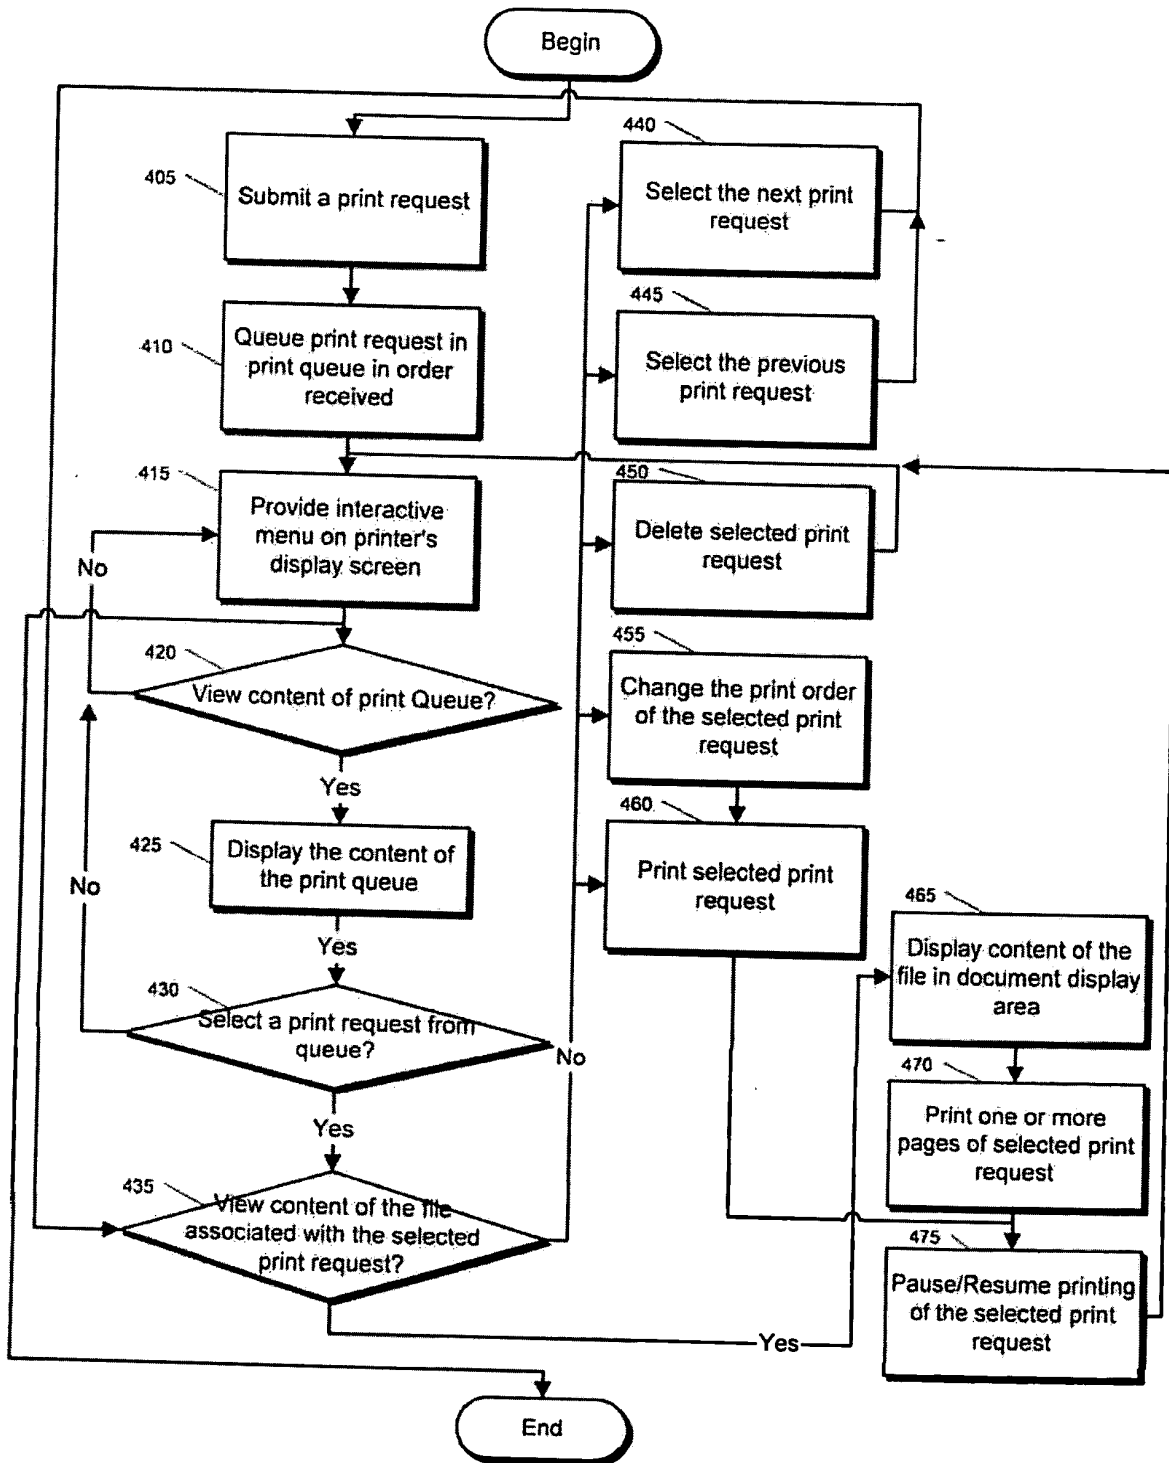 Begin
405
Submit a print request
410
Queue print request in
print queue in order
received
415
Provide interactive
menu on printer's
display screen
No
420
View content of print Queue?
Yes
425
Display the content of
the print queue
No
Yes
430
Select a print request from
queue?
No
Yes
435
View content of the file
associated with the selected
print request?
Yes
440
Select the next print
request
445
Select the previous
print request
450
Delete selected print
request
455
Change the print order
of the selected print
request
460
Print selected print
request
465
Display content of the
file in document display
area
470
Print one or more
pages of selected print
request
475
Pause/Resume printing
of the selected print
request
End